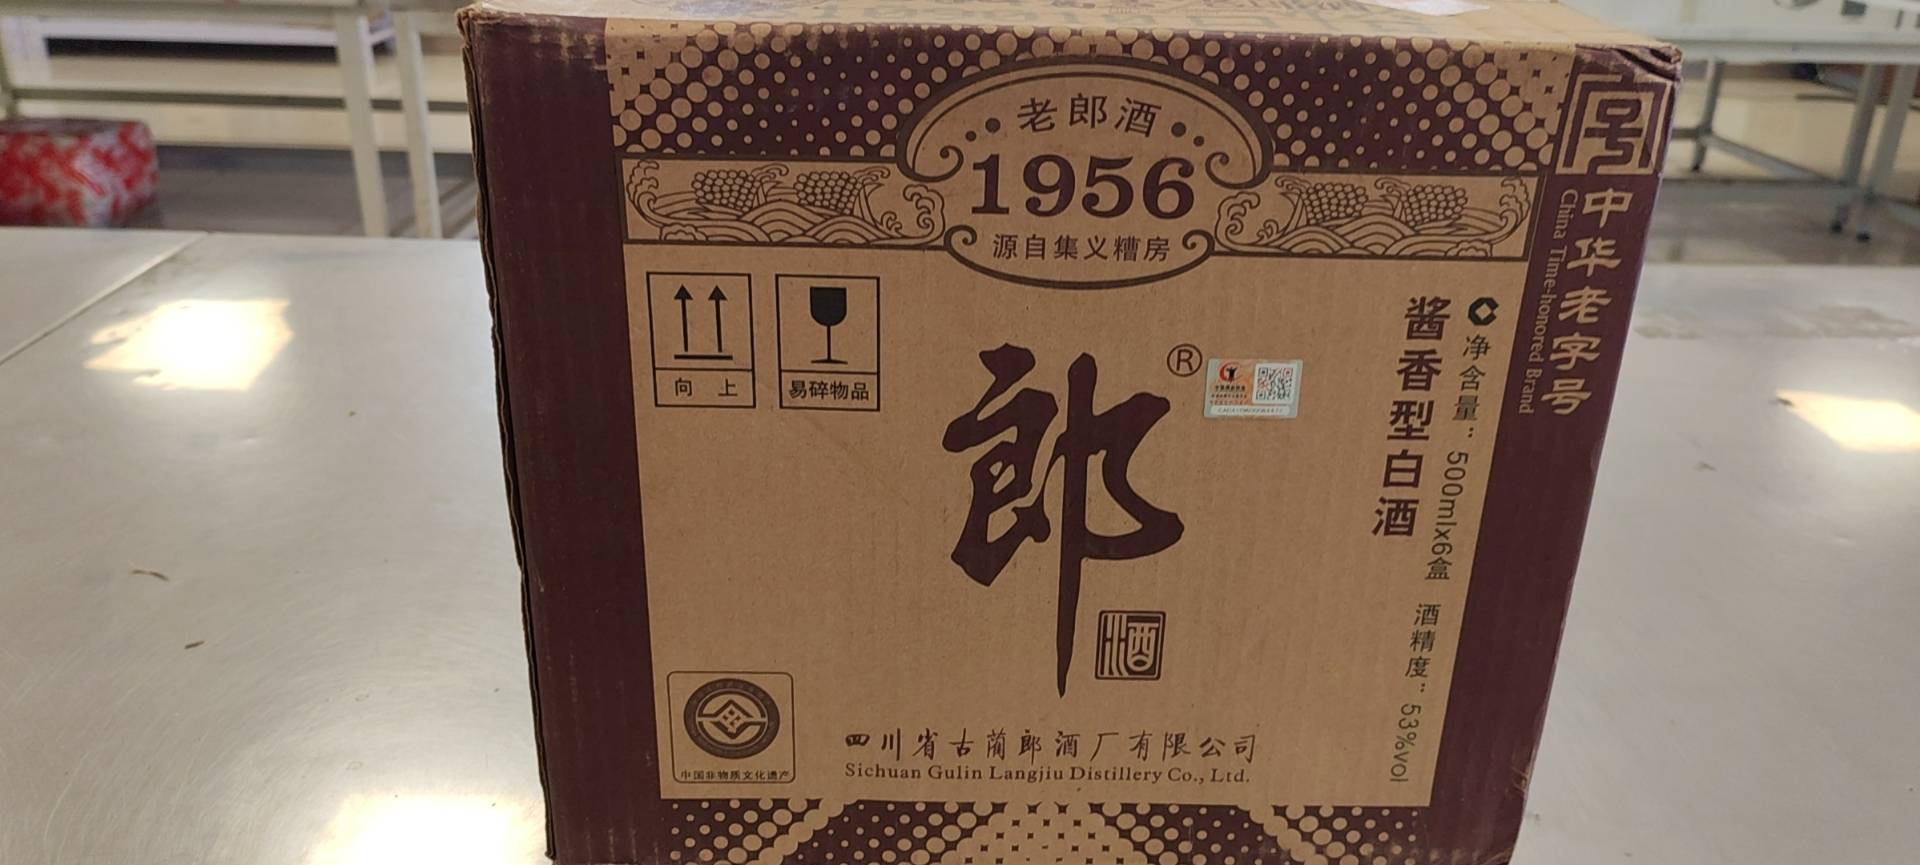 老郎酒
1956
源自集义糟房
向 上
易碎物品
郎
®
酒
酱香型白酒
净含量：500mlx6盒 酒精度：53%vol
中华老字号
China Time-honored Brand
中国非物质文化遗产
四川省古蔺郎酒厂有限公司
Sichuan Gulin Langjiu Distillery Co., Ltd.